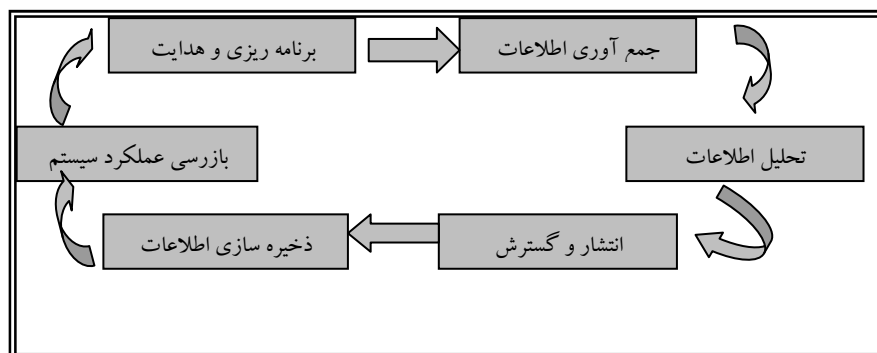 برنامه ریزی و هدایت
جمع آوری اطلاعات
تحلیل اطلاعات
انتشار و گسترش
ذخیره سازی اطلاعات
بازرسی عملکرد سیستم